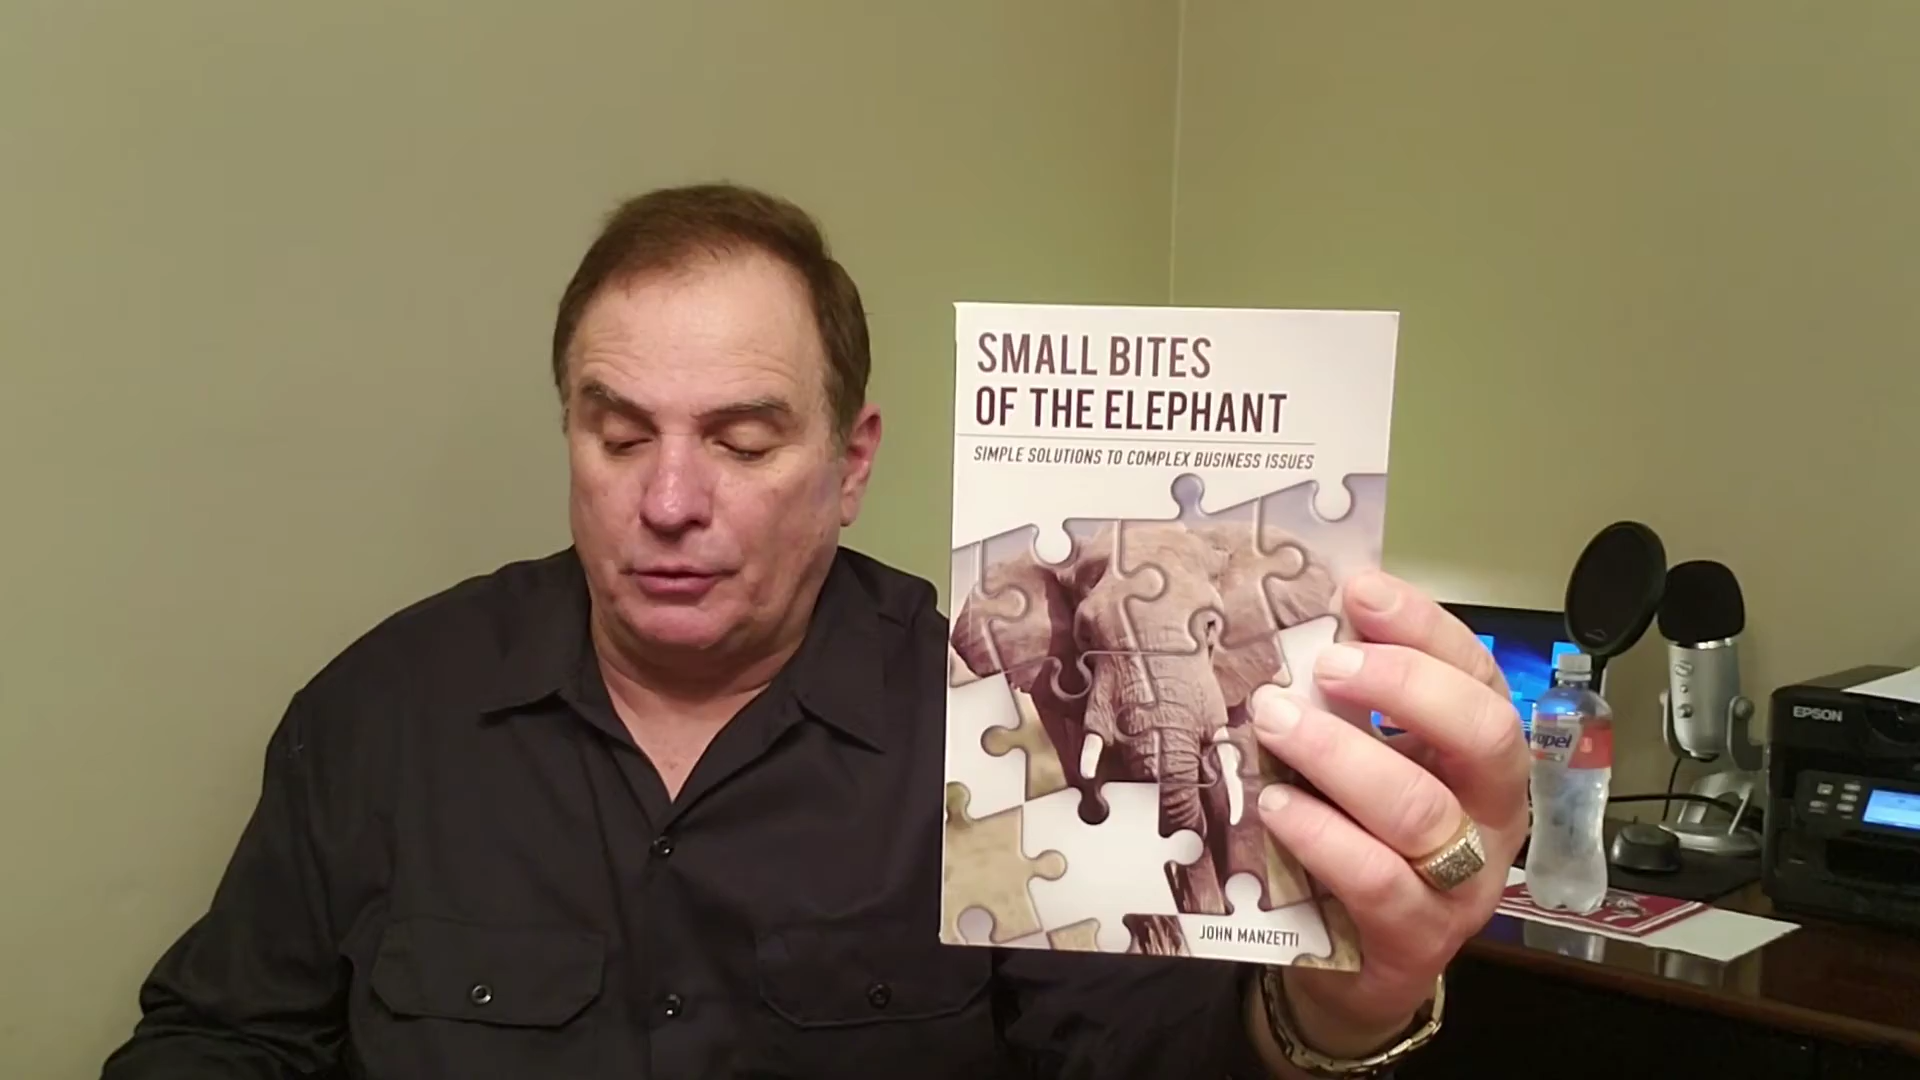 SMALL BITES
OF THE ELEPHANT
SIMPLE SOLUTIONS TO COMPLEX BUSINESS ISSUES
JOHN MANZETTI
EPSON